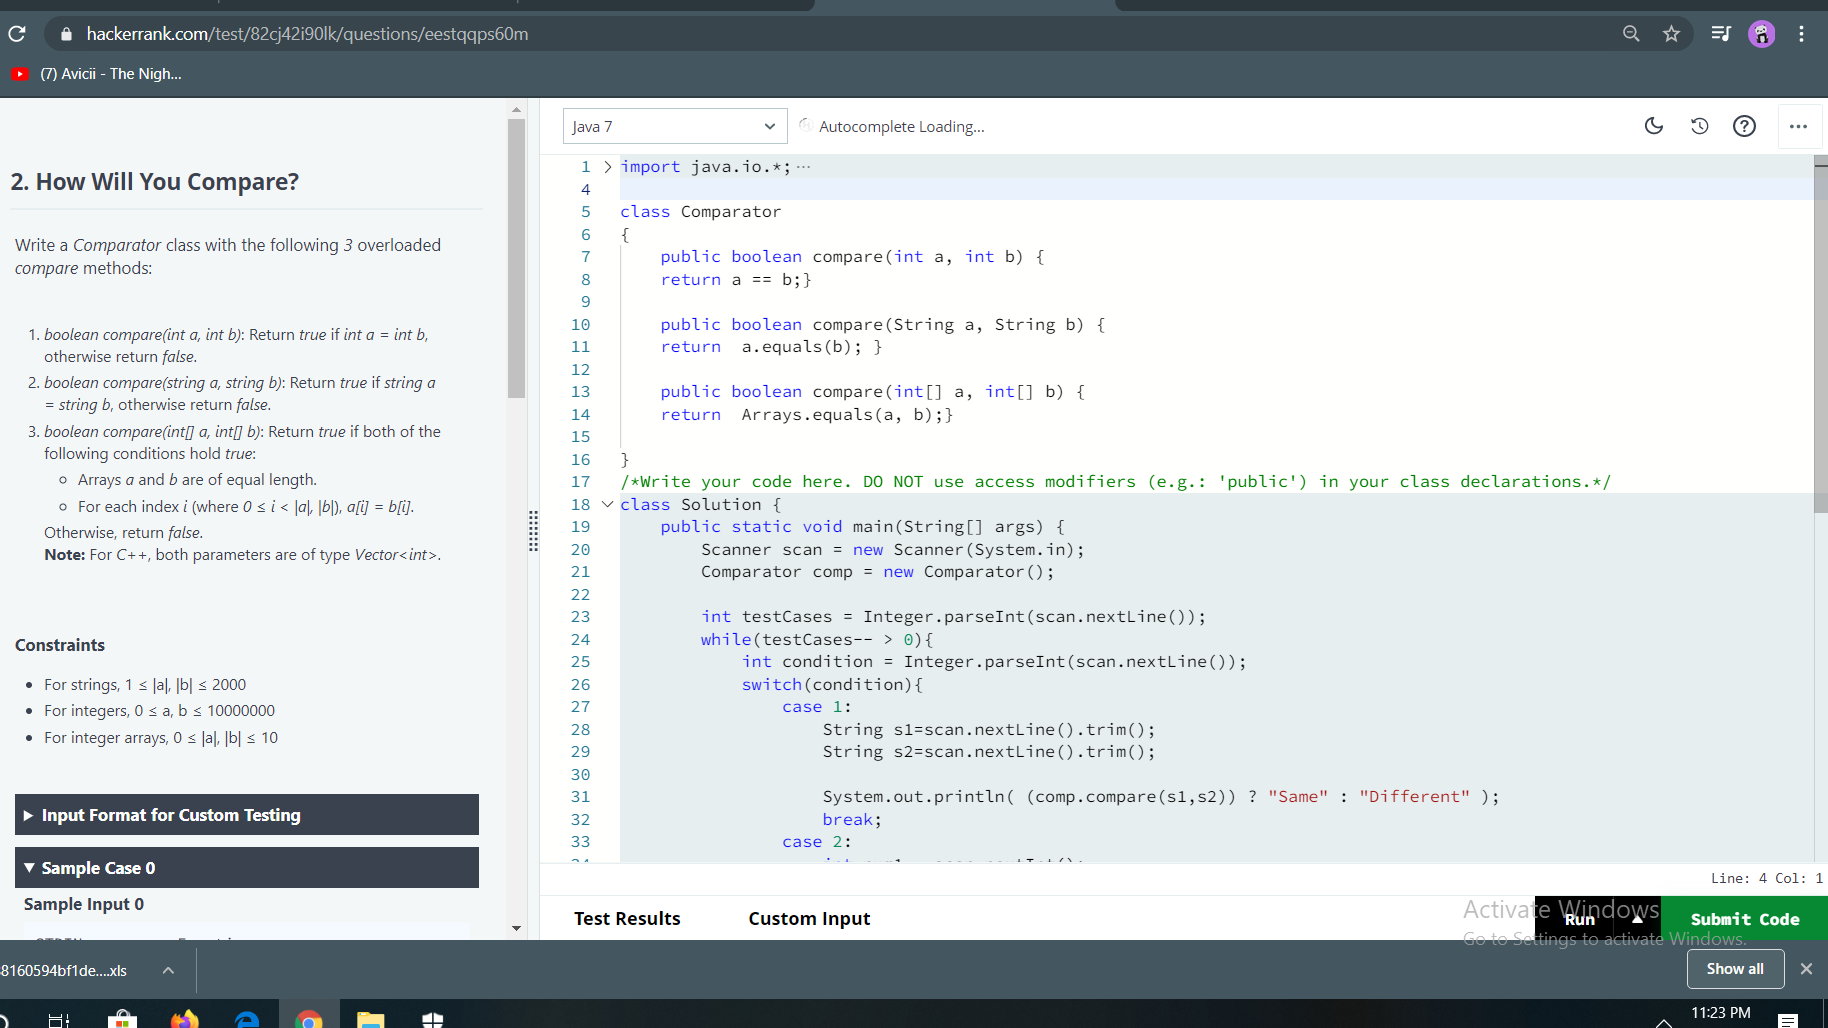 hackerrank.com/test/82cj42i90lk/questions/eestqqps60m
(7) Avicii - The Nigh...
2. How Will You Compare?
Write a Comparator class with the following 3 overloaded
compare methods:
1. boolean compare(int a, int b): Return true if int a = int b,
otherwise return false.
2. boolean compare(string a, string b): Return true if string a
= string b, otherwise return false.
3. boolean compare(int[] a, int[] b): Return true if both of the
following conditions hold true:
Arrays a and b are of equal length.
For each index i (where 0 ≤ i < |a|, |b|), a[i] = b[i].
Otherwise, return false.
Note: For C++, both parameters are of type Vector<int>.
Constraints
For strings, 1 ≤ |a|, |b| ≤ 2000
For integers, 0 ≤ a, b ≤ 10000000
For integer arrays, 0 ≤ |a|, |b| ≤ 10
Input Format for Custom Testing
Sample Case 0
Sample Input 0
Java 7
Autocomplete Loading...
1 import java.io.*; ···
4
5 class Comparator
6 {
7 public boolean compare(int a, int b) {
8 return a == b;}
9
10 public boolean compare(String a, String b) {
11 return  a.equals(b); }
12
13 public boolean compare(int[] a, int[] b) {
14 return  Arrays.equals(a, b);}
15
16 }
17 /*Write your code here. DO NOT use access modifiers (e.g.: 'public') in your class declarations.*/
18 class Solution {
19 public static void main(String[] args) {
20 Scanner scan = new Scanner(System.in);
21 Comparator comp = new Comparator();
22
23 int testCases = Integer.parseInt(scan.nextLine());
24 while(testCases-- > 0){
25 int condition = Integer.parseInt(scan.nextLine());
26 switch(condition){
27 case 1:
28 String s1=scan.nextLine().trim();
29 String s2=scan.nextLine().trim();
30
31 System.out.println( (comp.compare(s1,s2)) ? "Same" : "Different" );
32 break;
33 case 2:
Line: 4 Col: 1
Test Results
Custom Input
Run
Submit Code
Activate Windows
Go to Settings to activate Windows.
8160594bf1de....xls
Show all
11:23 PM